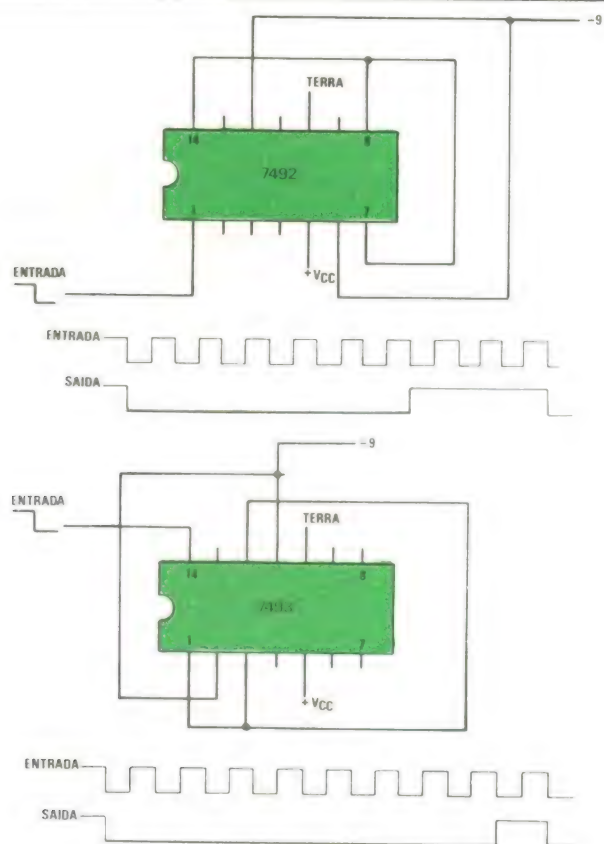 -9
TERRA
14 8
7492
1 7
+VCC
ENTRADA
ENTRADA
SAIDA
-9
ENTRADA
TERRA
14 8
7493
1 7
+VCC
ENTRADA
SAIDA